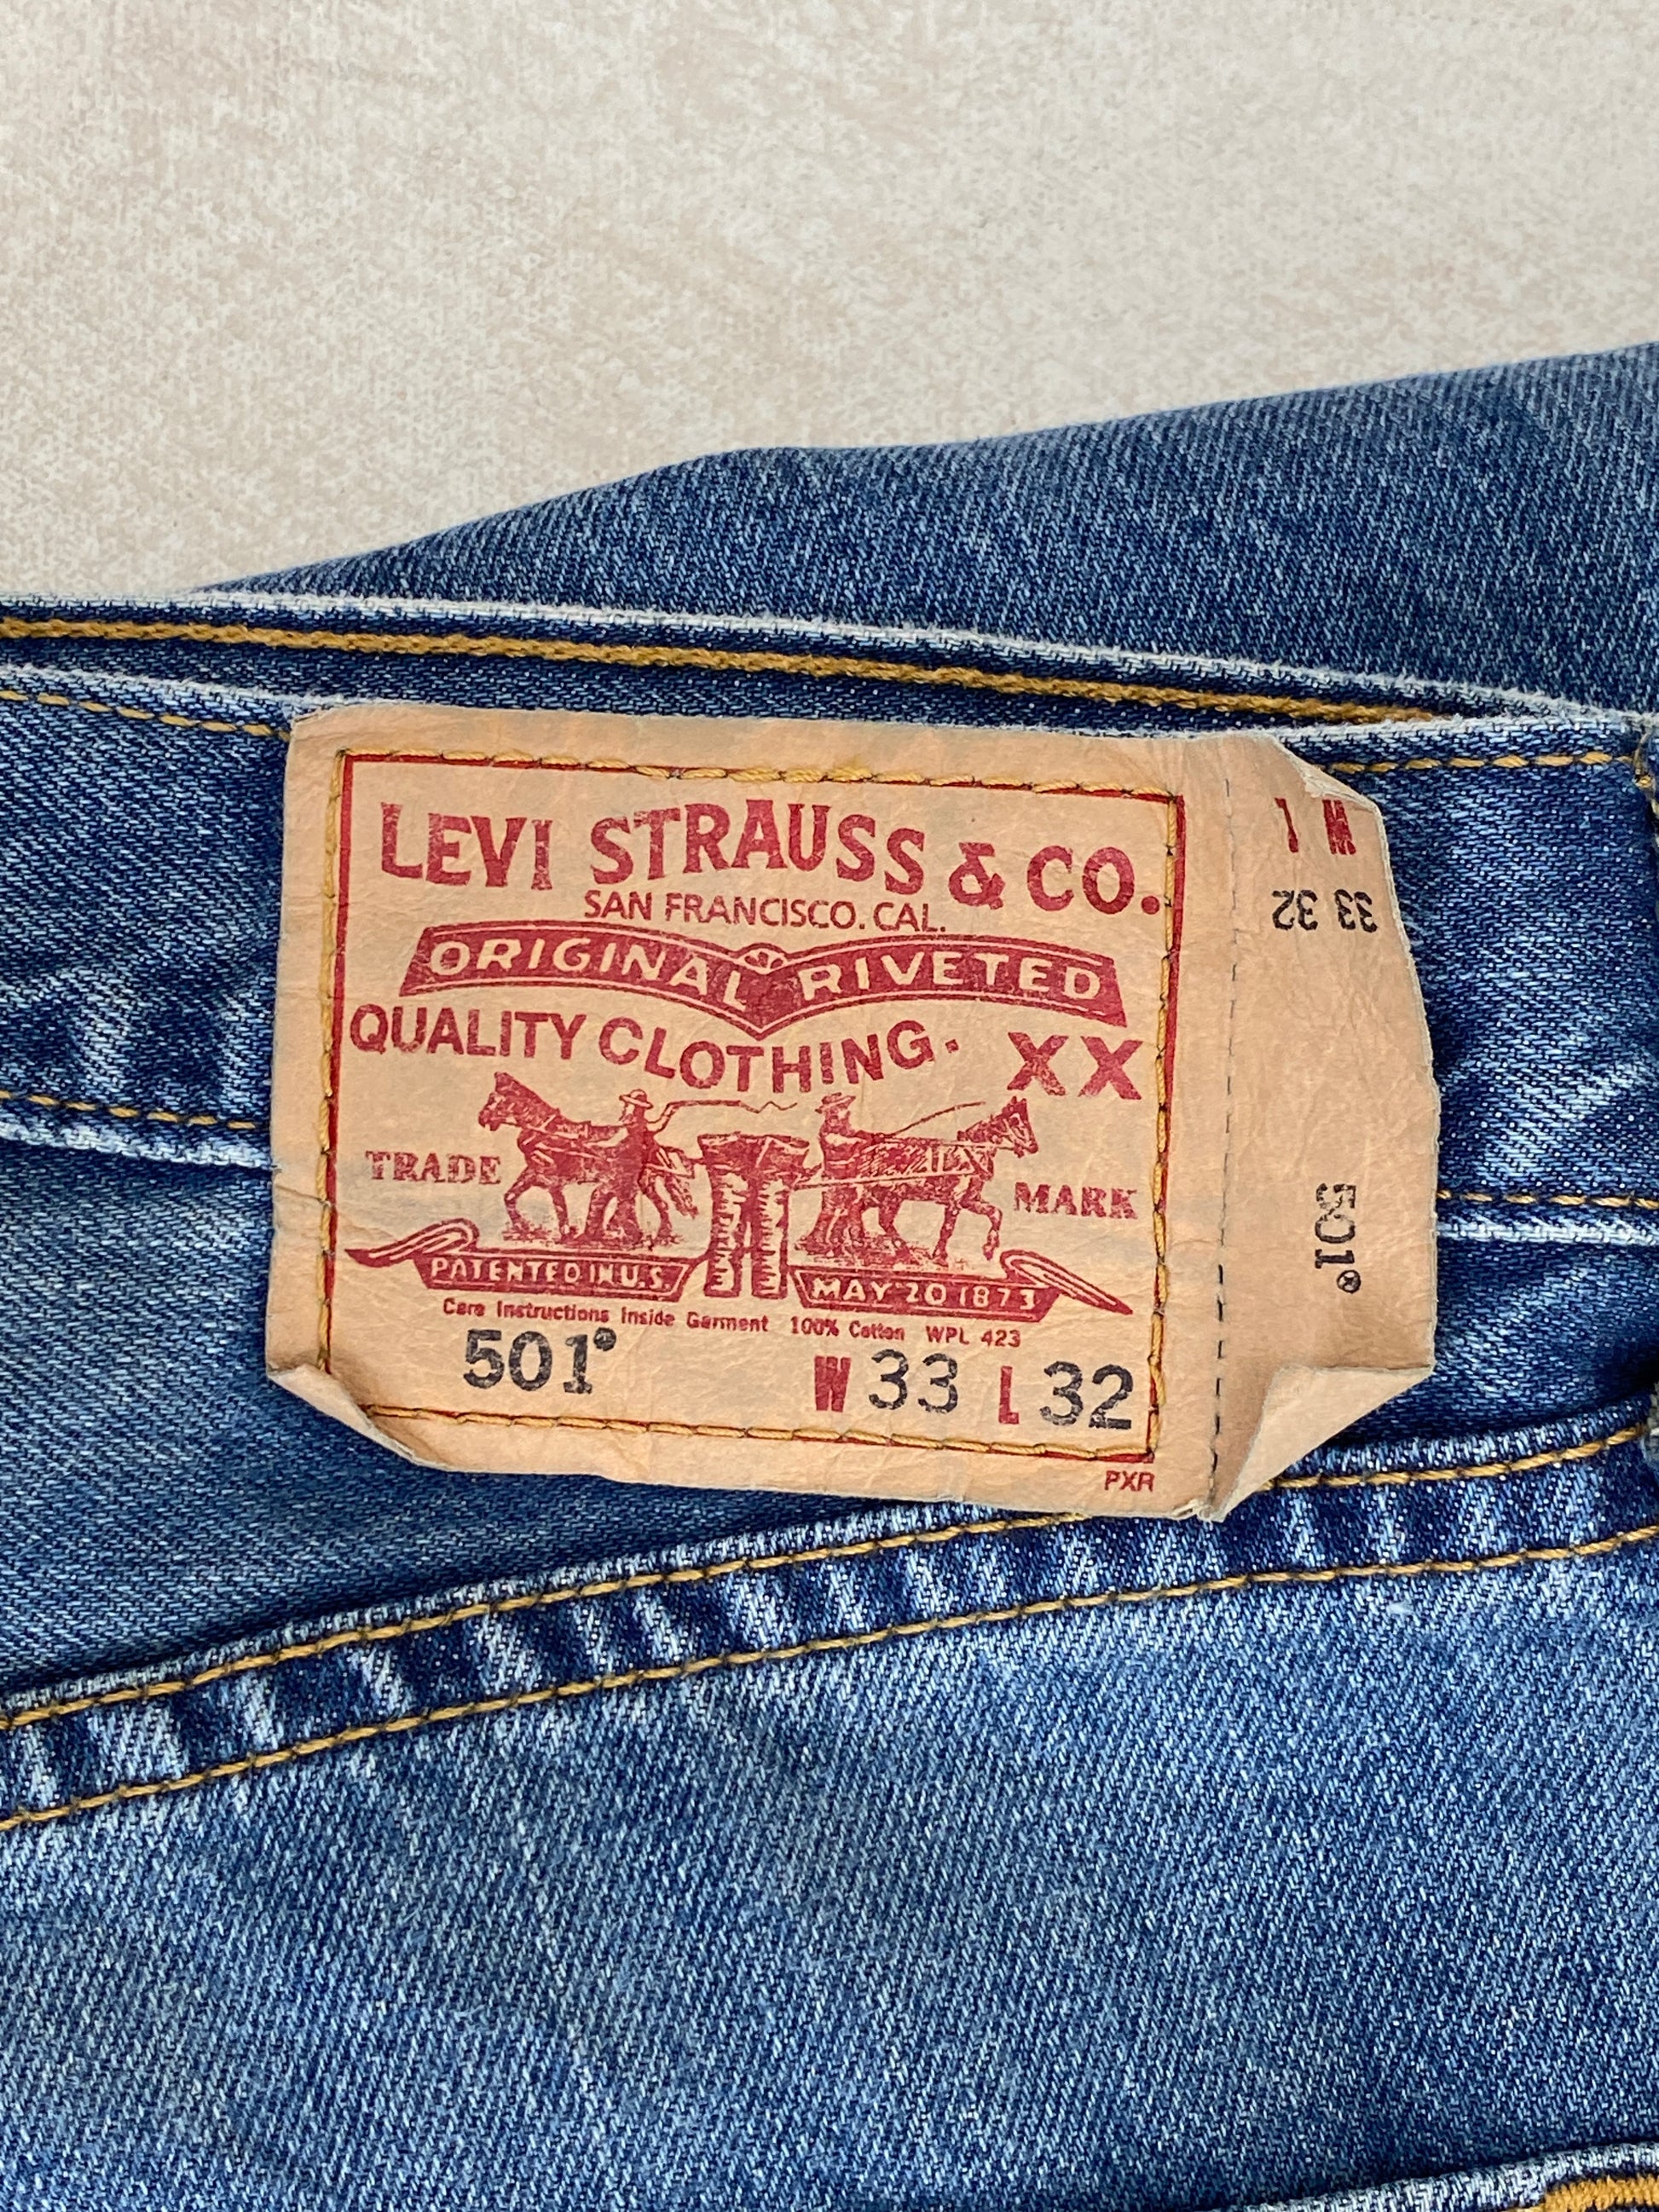 LEVI STRAUSS & CO.
SAN FRANCISCO. CAL.
ORIGINAL RIVETED
QUALITY CLOTHING. XX
TRADE MARK
PATENTED IN U.S. MAY 20 1873
Care Instructions Inside Garment 100% Cotton WPL 423
501® W 33 L 32
PXR
W L
33 32
501®